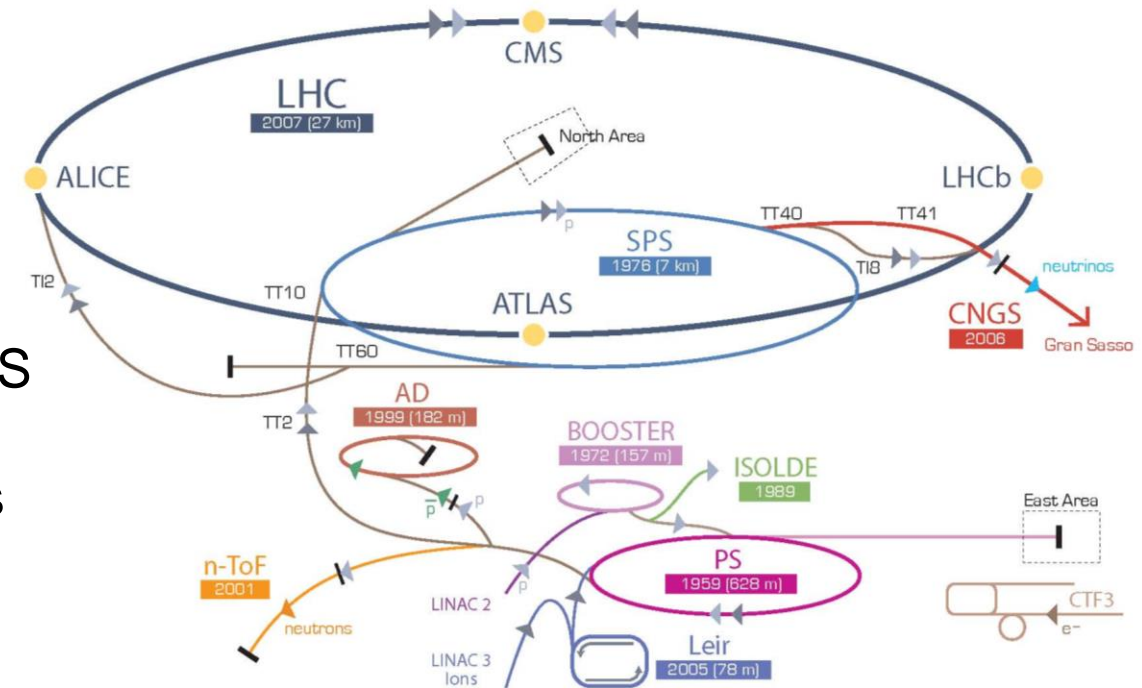 CMS
LHC
2007 (27 km)
North Area
ALICE
LHCb
TT40
TT41
p
SPS
1976 (7 km)
TI8
neutrinos
TI2
TT10
ATLAS
CNGS
2006
Gran Sasso
TT60
S
AD
1999 (182 m)
TT2
BOOSTER
1972 (157 m)
ISOLDE
1989
s
p
p
East Area
n-ToF
2001
PS
1959 (628 m)
p
LINAC 2
CTF3
neutrons
e-
Leir
2005 (78 m)
LINAC 3
Ions